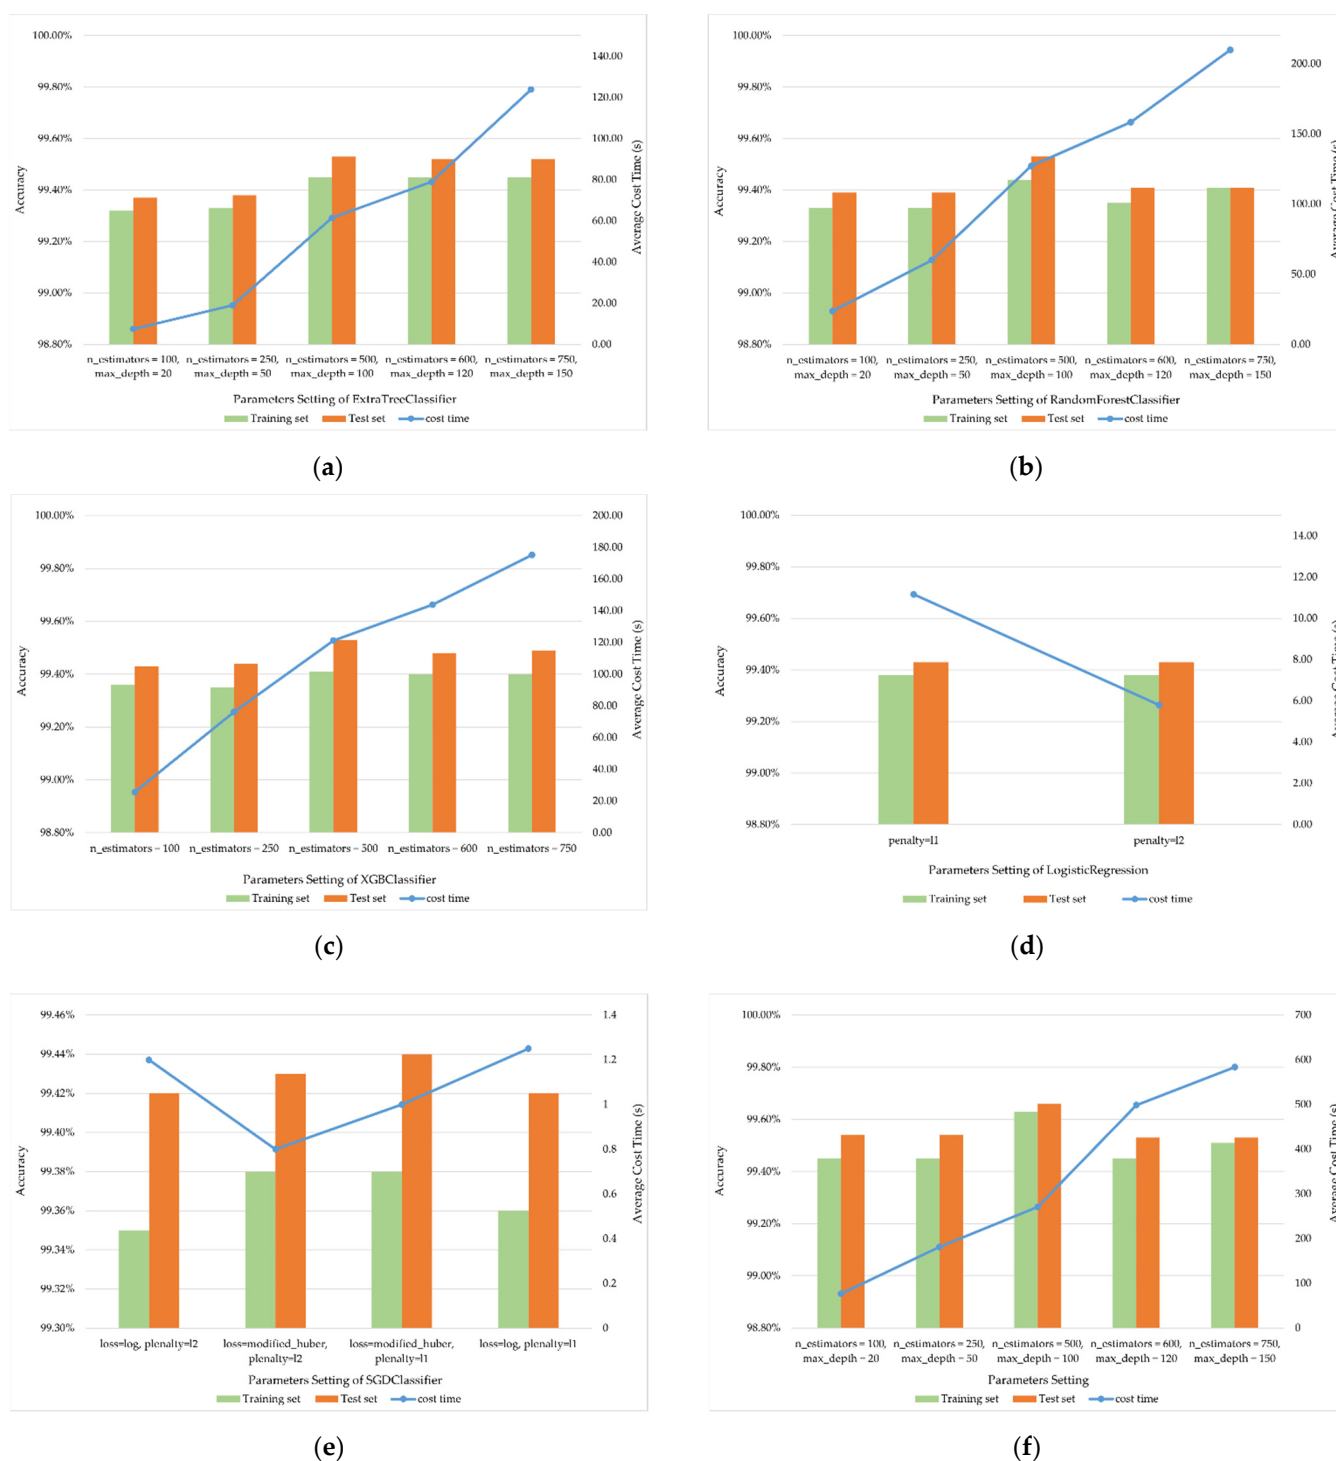 100.00%
99.80%
99.60%
99.40%
99.20%
99.00%
98.80%
Accuracy
140.00
120.00
100.00
80.00
60.00
40.00
20.00
0.00
Average Cost Time (s)
n_estimators = 100, n_estimators = 250, n_estimators = 500, n_estimators = 600, n_estimators = 750,
max_depth = 20 max_depth = 50 max_depth = 100 max_depth = 120 max_depth = 150
Parameters Setting of ExtraTreeClassifier
Training set Test set cost time
(a)
100.00%
99.80%
99.60%
99.40%
99.20%
99.00%
98.80%
Accuracy
200.00
150.00
100.00
50.00
0.00
Average Cost Time (s)
n_estimators = 100, n_estimators = 250, n_estimators = 500, n_estimators = 600, n_estimators = 750,
max_depth = 20 max_depth = 50 max_depth = 100 max_depth = 120 max_depth = 150
Parameters Setting of RandomForestClassifier
Training set Test set cost time
(b)
100.00%
99.80%
99.60%
99.40%
99.20%
99.00%
98.80%
Accuracy
200.00
180.00
160.00
140.00
120.00
100.00
80.00
60.00
40.00
20.00
0.00
Average Cost Time (s)
n_estimators = 100 n_estimators = 250 n_estimators = 500 n_estimators = 600 n_estimators = 750
Parameters Setting of XGBClassifier
Training set Test set cost time
(c)
100.00%
99.80%
99.60%
99.40%
99.20%
99.00%
98.80%
Accuracy
14.00
12.00
10.00
8.00
6.00
4.00
2.00
0.00
Average Cost Time (s)
penalty=l1 penalty=l2
Parameters Setting of LogisticRegression
Training set Test set cost time
(d)
99.46%
99.44%
99.42%
99.40%
99.38%
99.36%
99.34%
99.32%
99.30%
Accuracy
1.4
1.2
1
0.8
0.6
0.4
0.2
0
Average Cost Time (s)
loss=log, plenalty=l2 loss=modified_huber, loss=modified_huber, loss=log, plenalty=l1
plenalty=l2 plenalty=l1
Parameters Setting of SGDClassifier
Training set Test set cost time
(e)
100.00%
99.80%
99.60%
99.40%
99.20%
99.00%
98.80%
Accuracy
700
600
500
400
300
200
100
0
Average Cost Time (s)
n_estimators = 100, n_estimators = 250, n_estimators = 500, n_estimators = 600, n_estimators = 750,
max_depth = 20 max_depth = 50 max_depth = 100 max_depth = 120 max_depth = 150
Parameters Setting
Training set Test set cost time
(f)